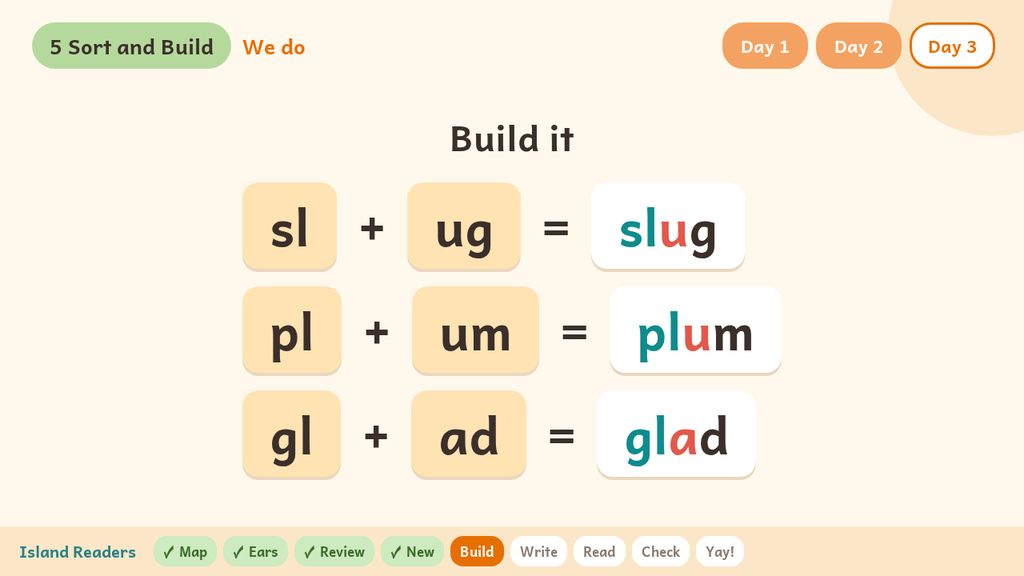 5 Sort and Build We do Day 1 Day 2 Day 3
Build it
sl + ug = slug
pl + um = plum
gl + ad = glad
Island Readers ✓ Map ✓ Ears ✓ Review ✓ New Build Write Read Check Yay!